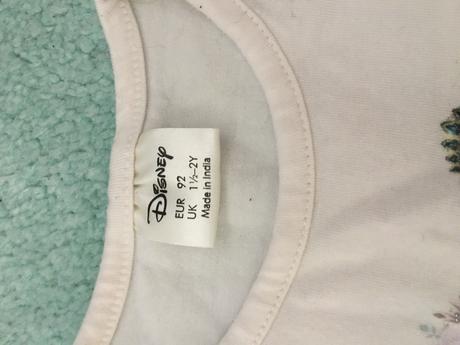 Disney
EUR 92
UK 1½-2Y
Made in India